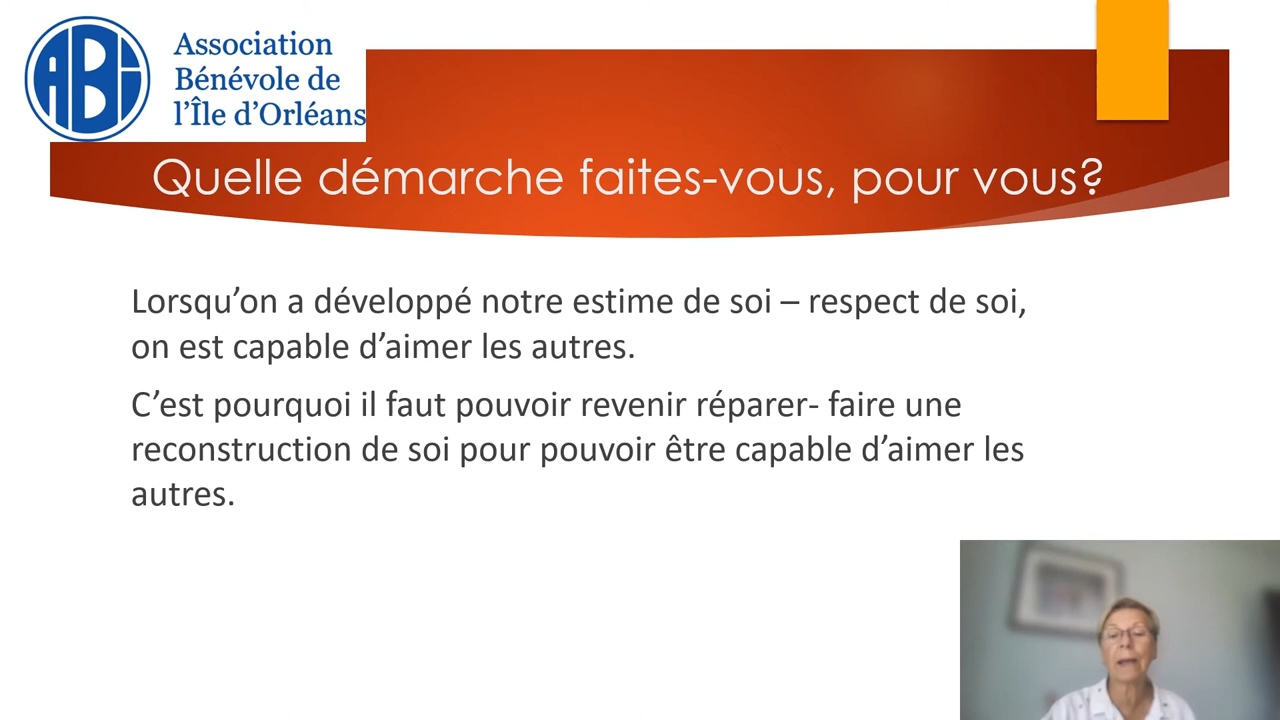 ABI
Association
Bénévole de
l'Île d'Orléans
Quelle démarche faites-vous, pour vous?
Lorsqu'on a développé notre estime de soi – respect de soi,
on est capable d'aimer les autres.
C'est pourquoi il faut pouvoir revenir réparer- faire une
reconstruction de soi pour pouvoir être capable d'aimer les
autres.